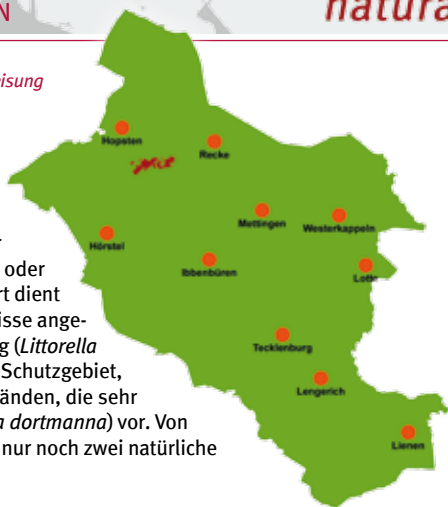 N
natura
isung
Hopsten
Recke
Mettingen
Westerkappeln
Hörstel
oder
Ibbenbüren
Lotte
rt dient
isse ange-
g (Littorella
Schutzgebiet,
Tecklenburg
änden, die sehr
Lengerich
a dortmanna) vor. Von
nur noch zwei natürliche
Lienen